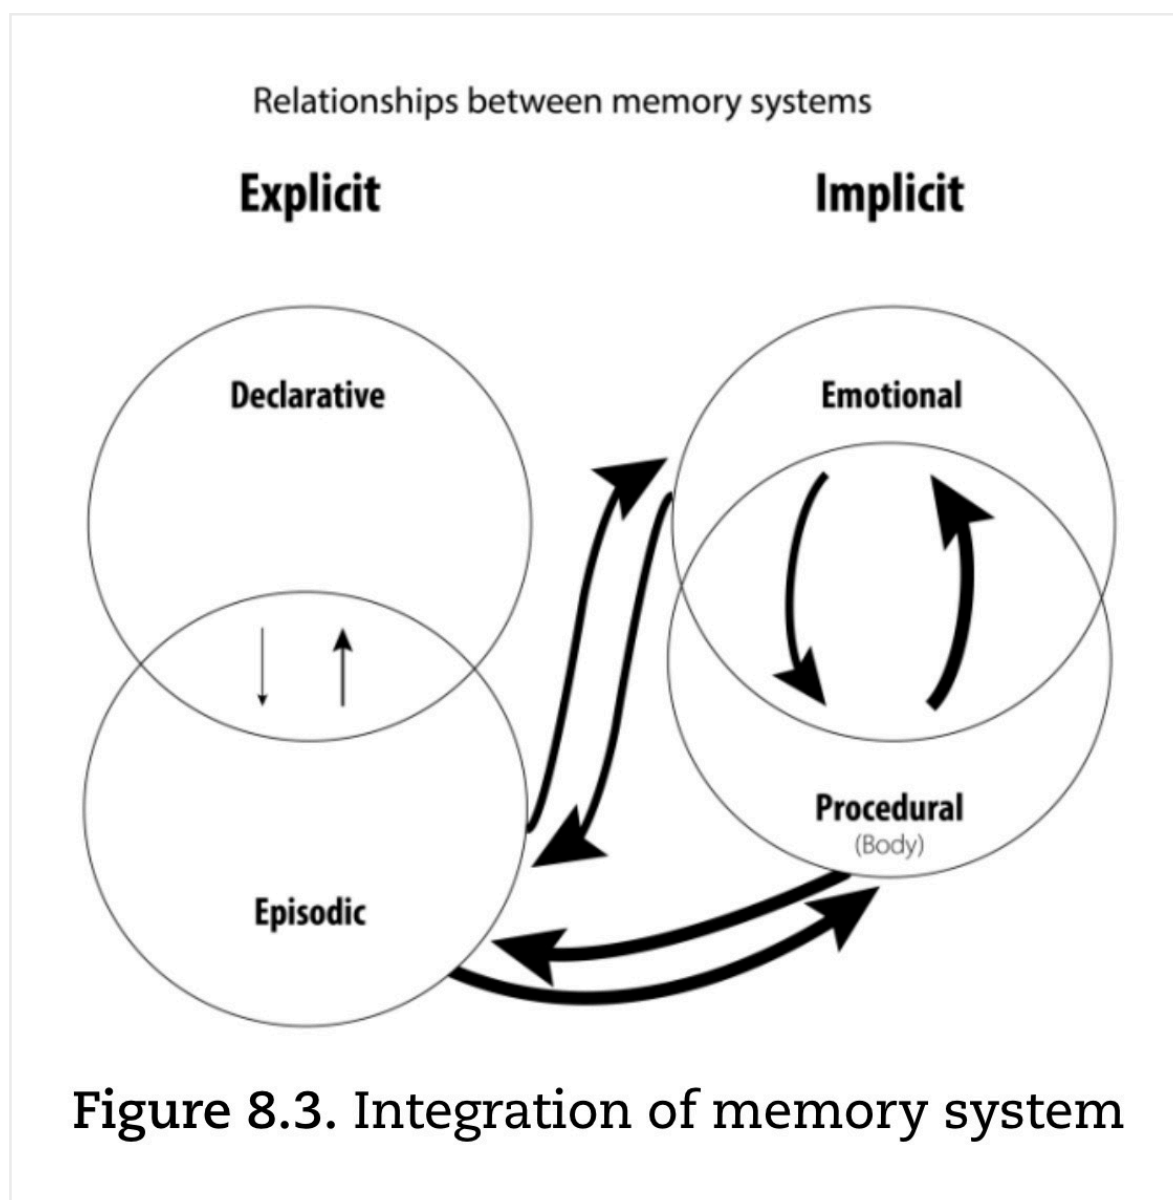 Relationships between memory systems
Explicit
Implicit
Declarative
Emotional
Procedural
(Body)
Episodic
Figure 8.3. Integration of memory system